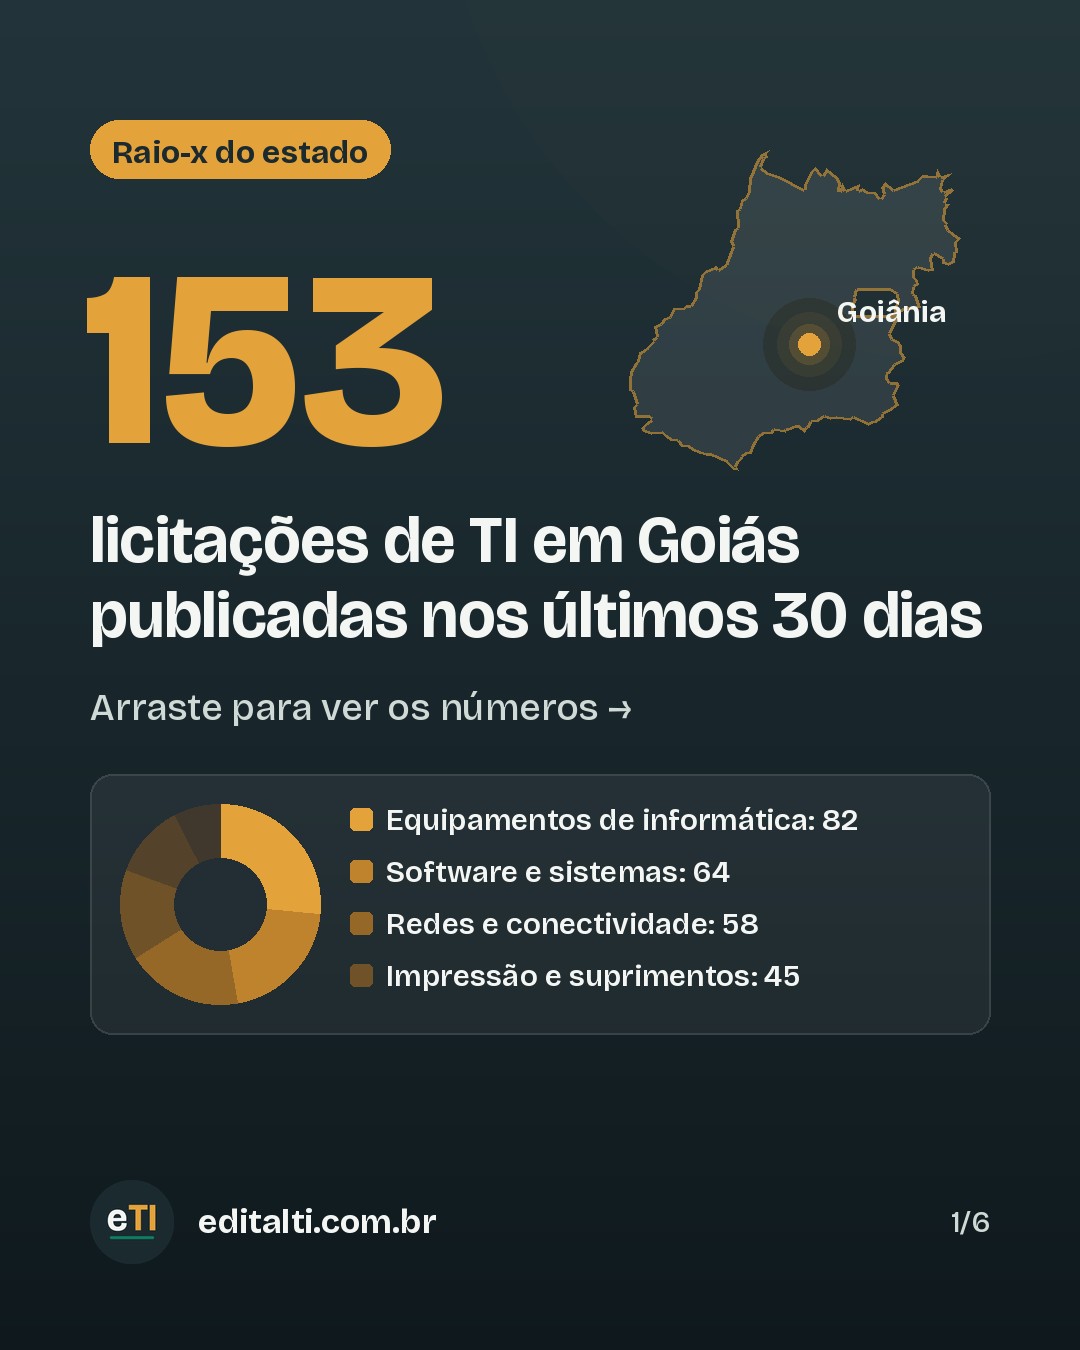 Raio-x do estado
153
Goiânia
licitações de TI em Goiás
publicadas nos últimos 30 dias
Arraste para ver os números →
Equipamentos de informática: 82
Software e sistemas: 64
Redes e conectividade: 58
Impressão e suprimentos: 45
eTI
editalti.com.br
1/6